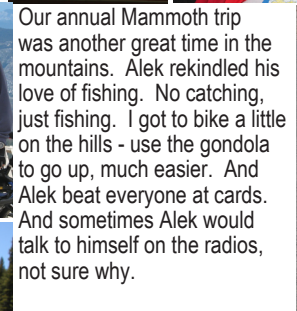 Our annual Mammoth trip
was another great time in the
mountains.  Alek rekindled his
love of fishing.  No catching,
just fishing.  I got to bike a little
on the hills - use the gondola
to go up, much easier.  And
Alek beat everyone at cards.
And sometimes Alek would
talk to himself on the radios,
not sure why.